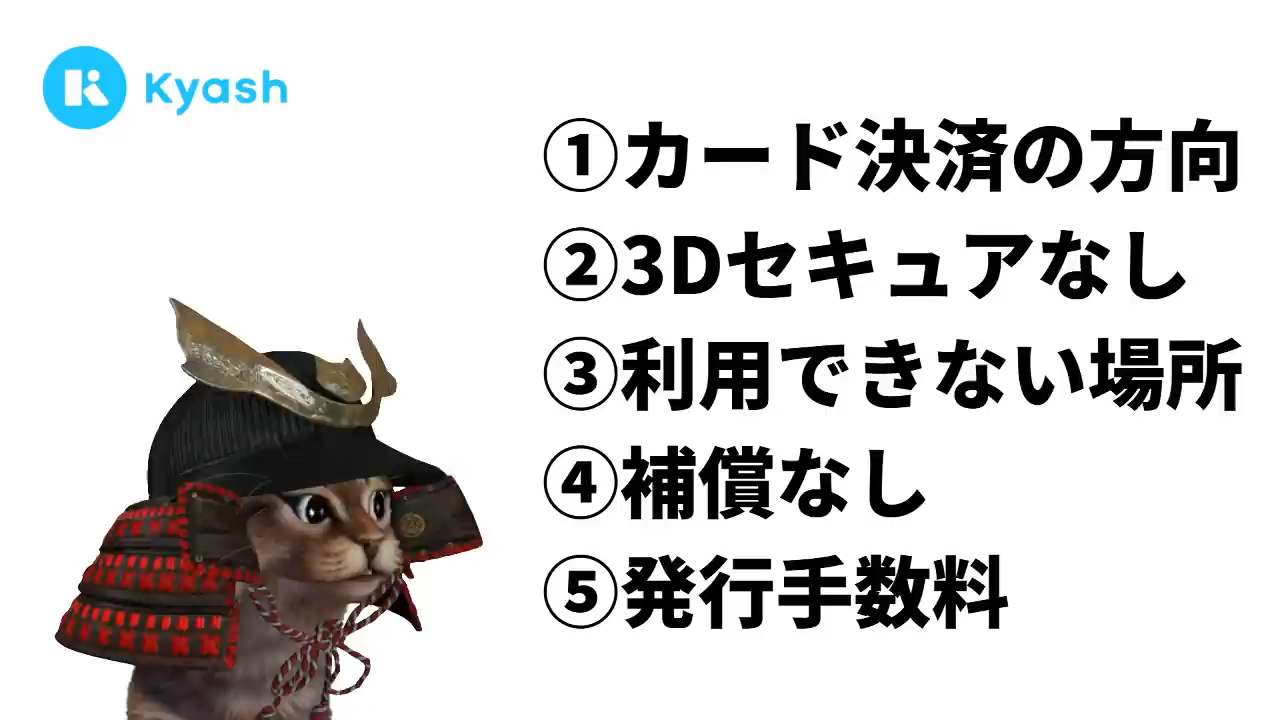 Kyash
①カード決済の方向
②3Dセキュアなし
③利用できない場所
④補償なし
⑤発行手数料